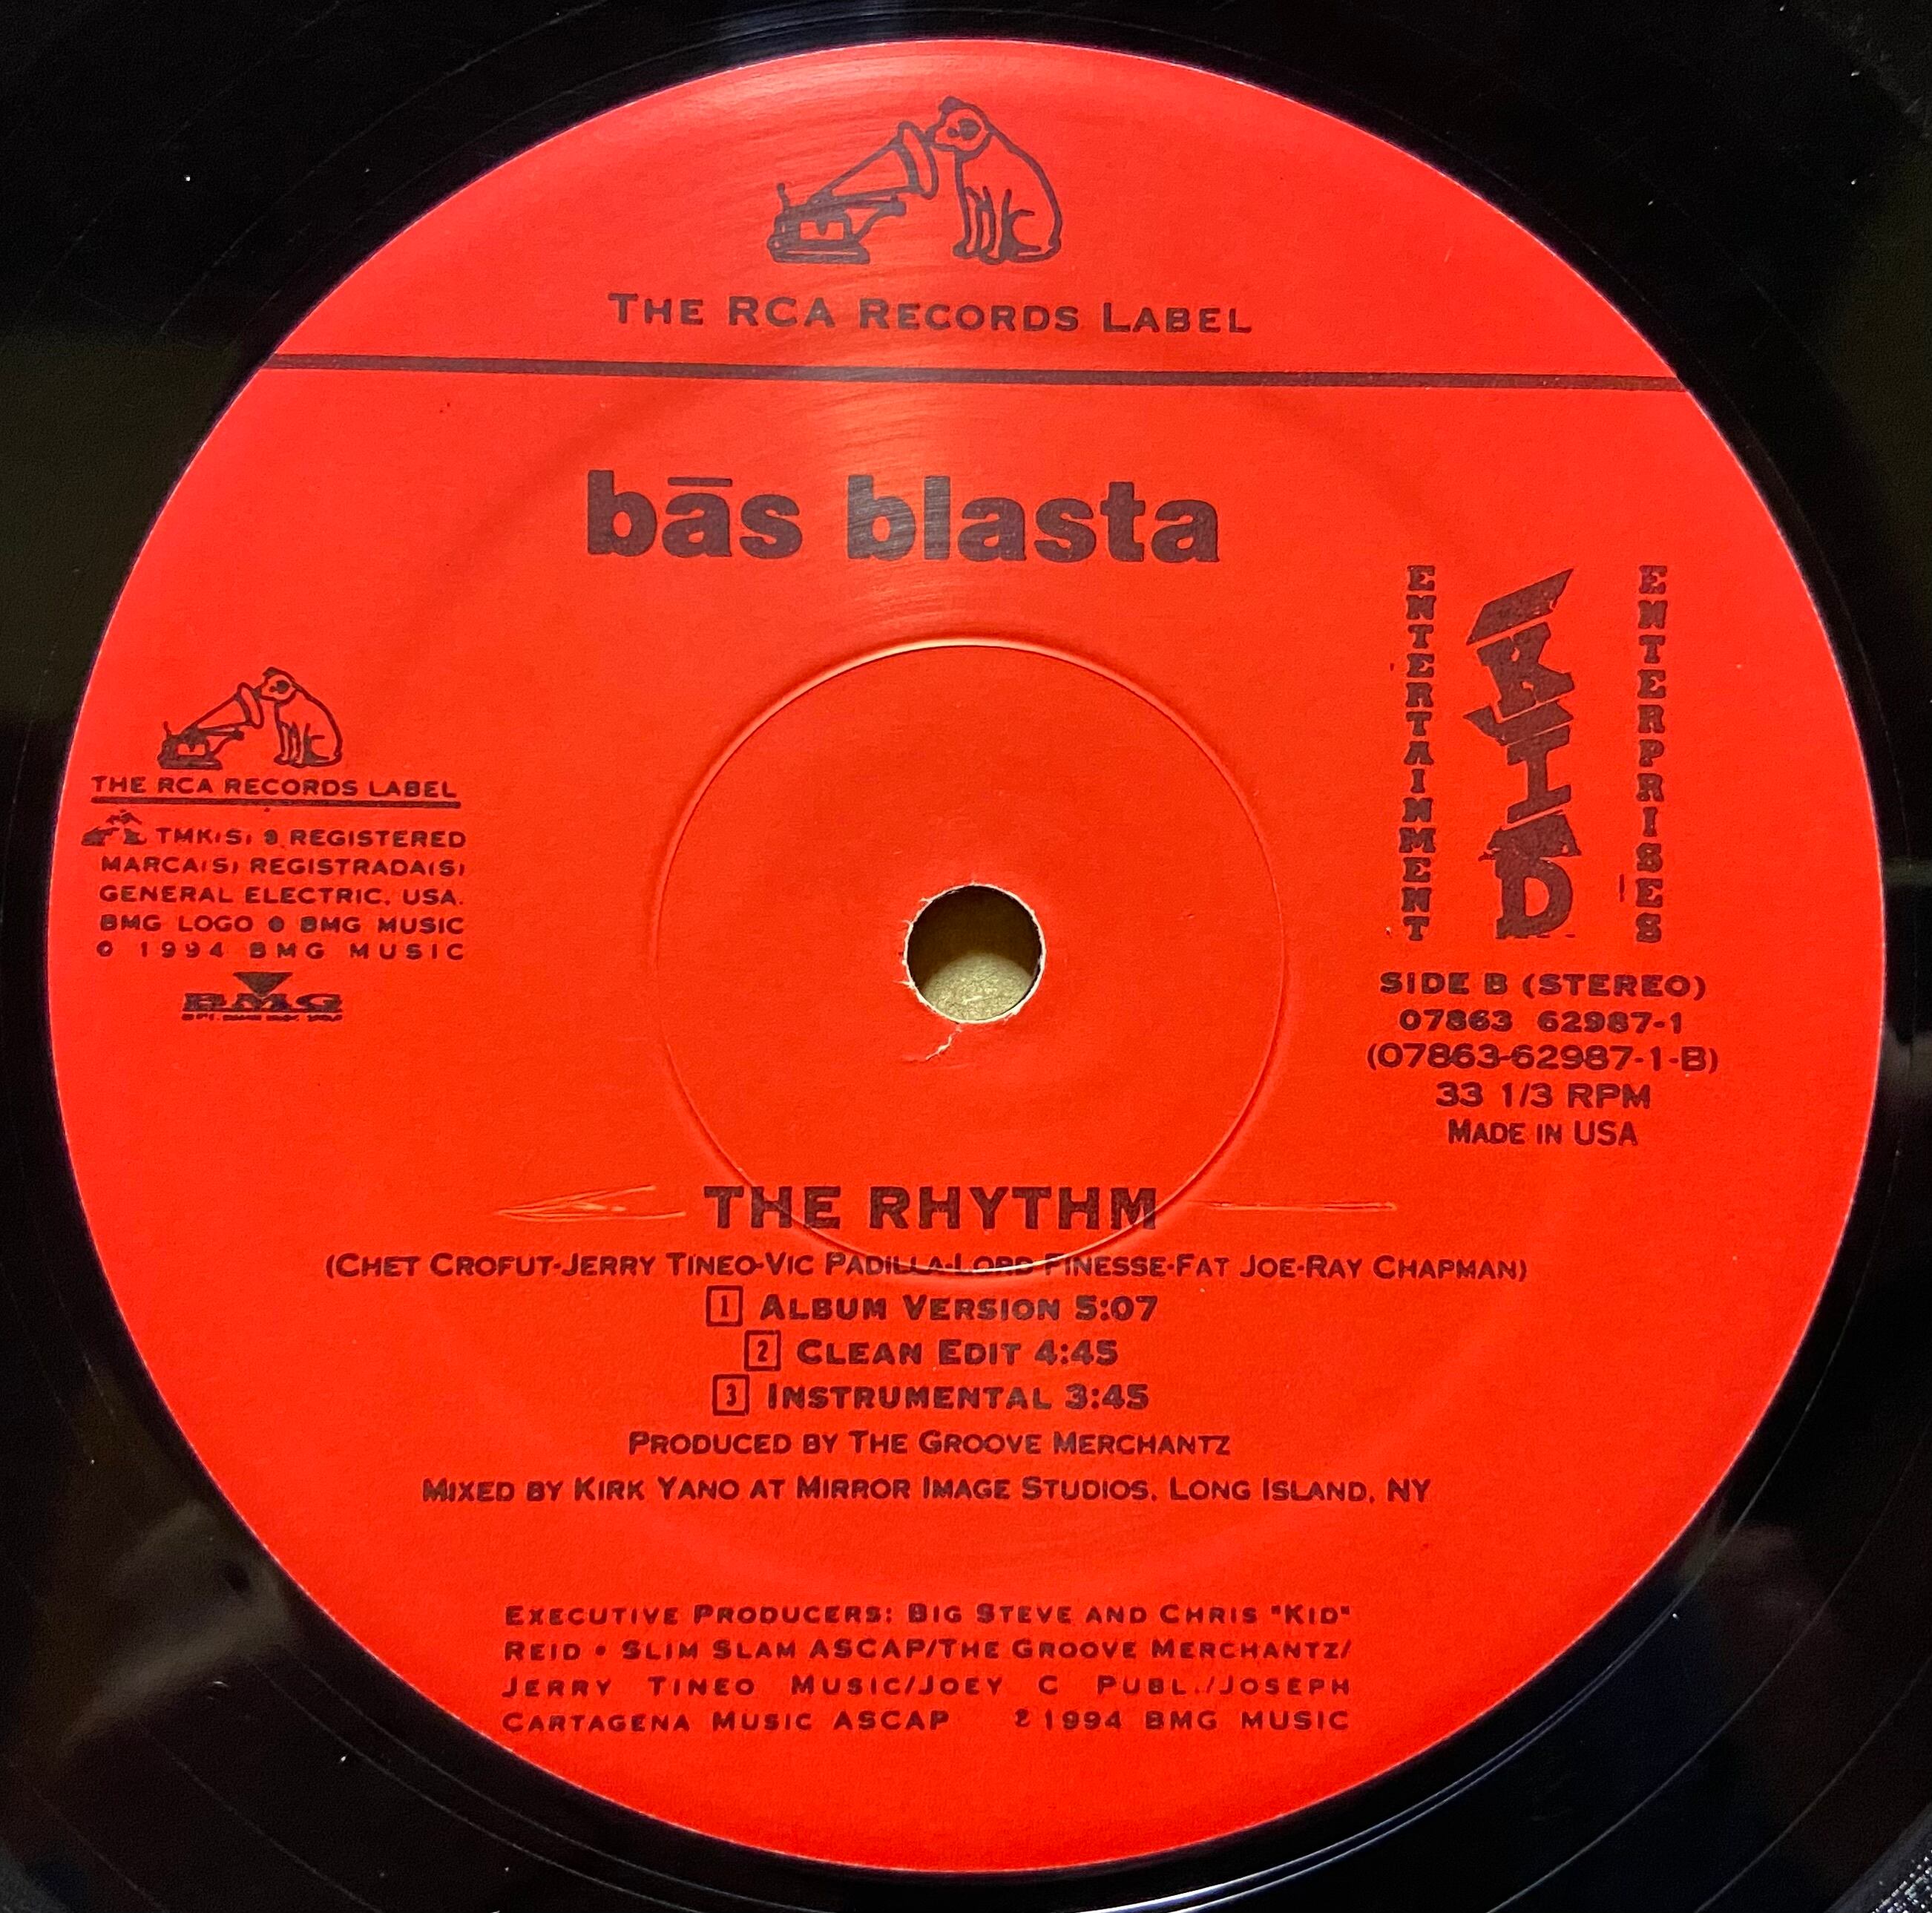 THE RCA RECORDS LABEL
bās blasta
ENTERTAINMENT
KID
ENTERPRISES
THE RCA RECORDS LABEL
TMK(S) ® REGISTERED
MARCA(S) REGISTRADA(S)
GENERAL ELECTRIC, USA.
BMG LOGO ® BMG MUSIC
© 1994 BMG MUSIC
BMG
SIDE B (STEREO)
07863 62987-1
(07863-62987-1-B)
33 1/3 RPM
MADE IN USA
THE RHYTHM
(CHET CROFUT-JERRY TINEO-VIC PADILLA-LORD FINESSE-FAT JOE-RAY CHAPMAN)
1 ALBUM VERSION 5:07
2 CLEAN EDIT 4:45
3 INSTRUMENTAL 3:45
PRODUCED BY THE GROOVE MERCHANTZ
MIXED BY KIRK YANO AT MIRROR IMAGE STUDIOS, LONG ISLAND, NY
EXECUTIVE PRODUCERS: BIG STEVE AND CHRIS "KID"
REID • SLIM SLAM ASCAP/THE GROOVE MERCHANTZ/
JERRY TINEO MUSIC/JOEY C PUBL./JOSEPH
CARTAGENA MUSIC ASCAP ℗ 1994 BMG MUSIC